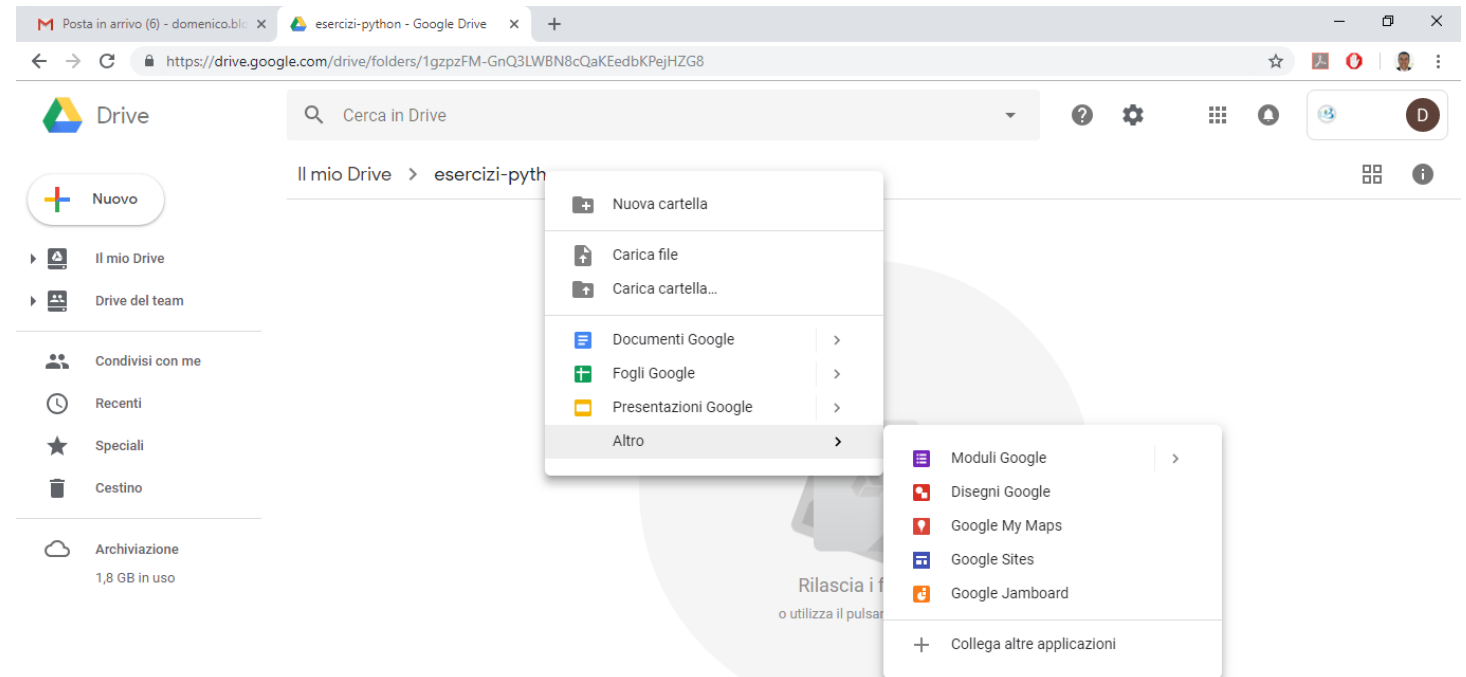 Posta in arrivo (6) - domenico.blo
esercizi-python - Google Drive
https://drive.google.com/drive/folders/1gzpzFM-GnQ3LWBN8cQaKEedbKPejHZG8
Drive
Cerca in Drive
D
Il mio Drive > esercizi-pyth
Nuovo
Il mio Drive
Drive del team
Condivisi con me
Recenti
Speciali
Cestino
Archiviazione
1,8 GB in uso
Nuova cartella
Carica file
Carica cartella...
Documenti Google
Fogli Google
Presentazioni Google
Altro
Moduli Google
Disegni Google
Google My Maps
Google Sites
Google Jamboard
Collega altre applicazioni
Rilascia i f
o utilizza il pulsar